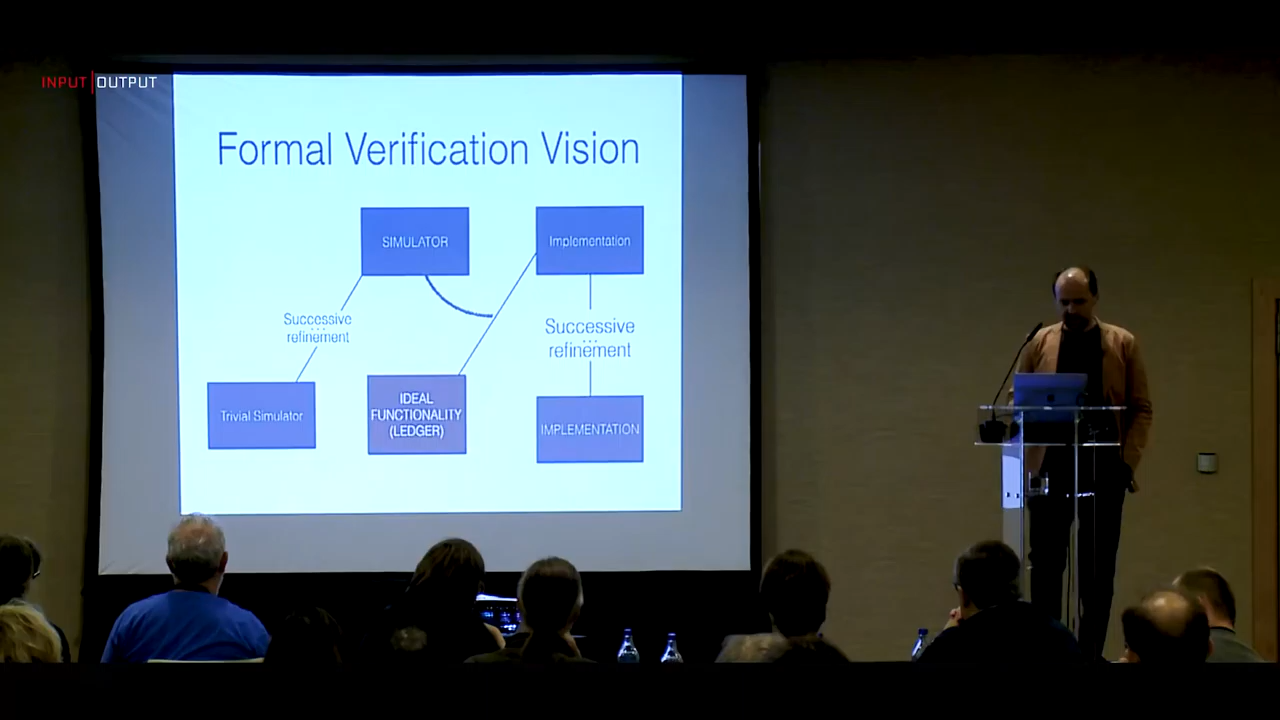 INPUT|OUTPUT
Formal Verification Vision
SIMULATOR
Implementation
Successive
refinement
Successive
refinement
Trivial Simulator
IDEAL
FUNCTIONALITY
(LEDGER)
IMPLEMENTATION